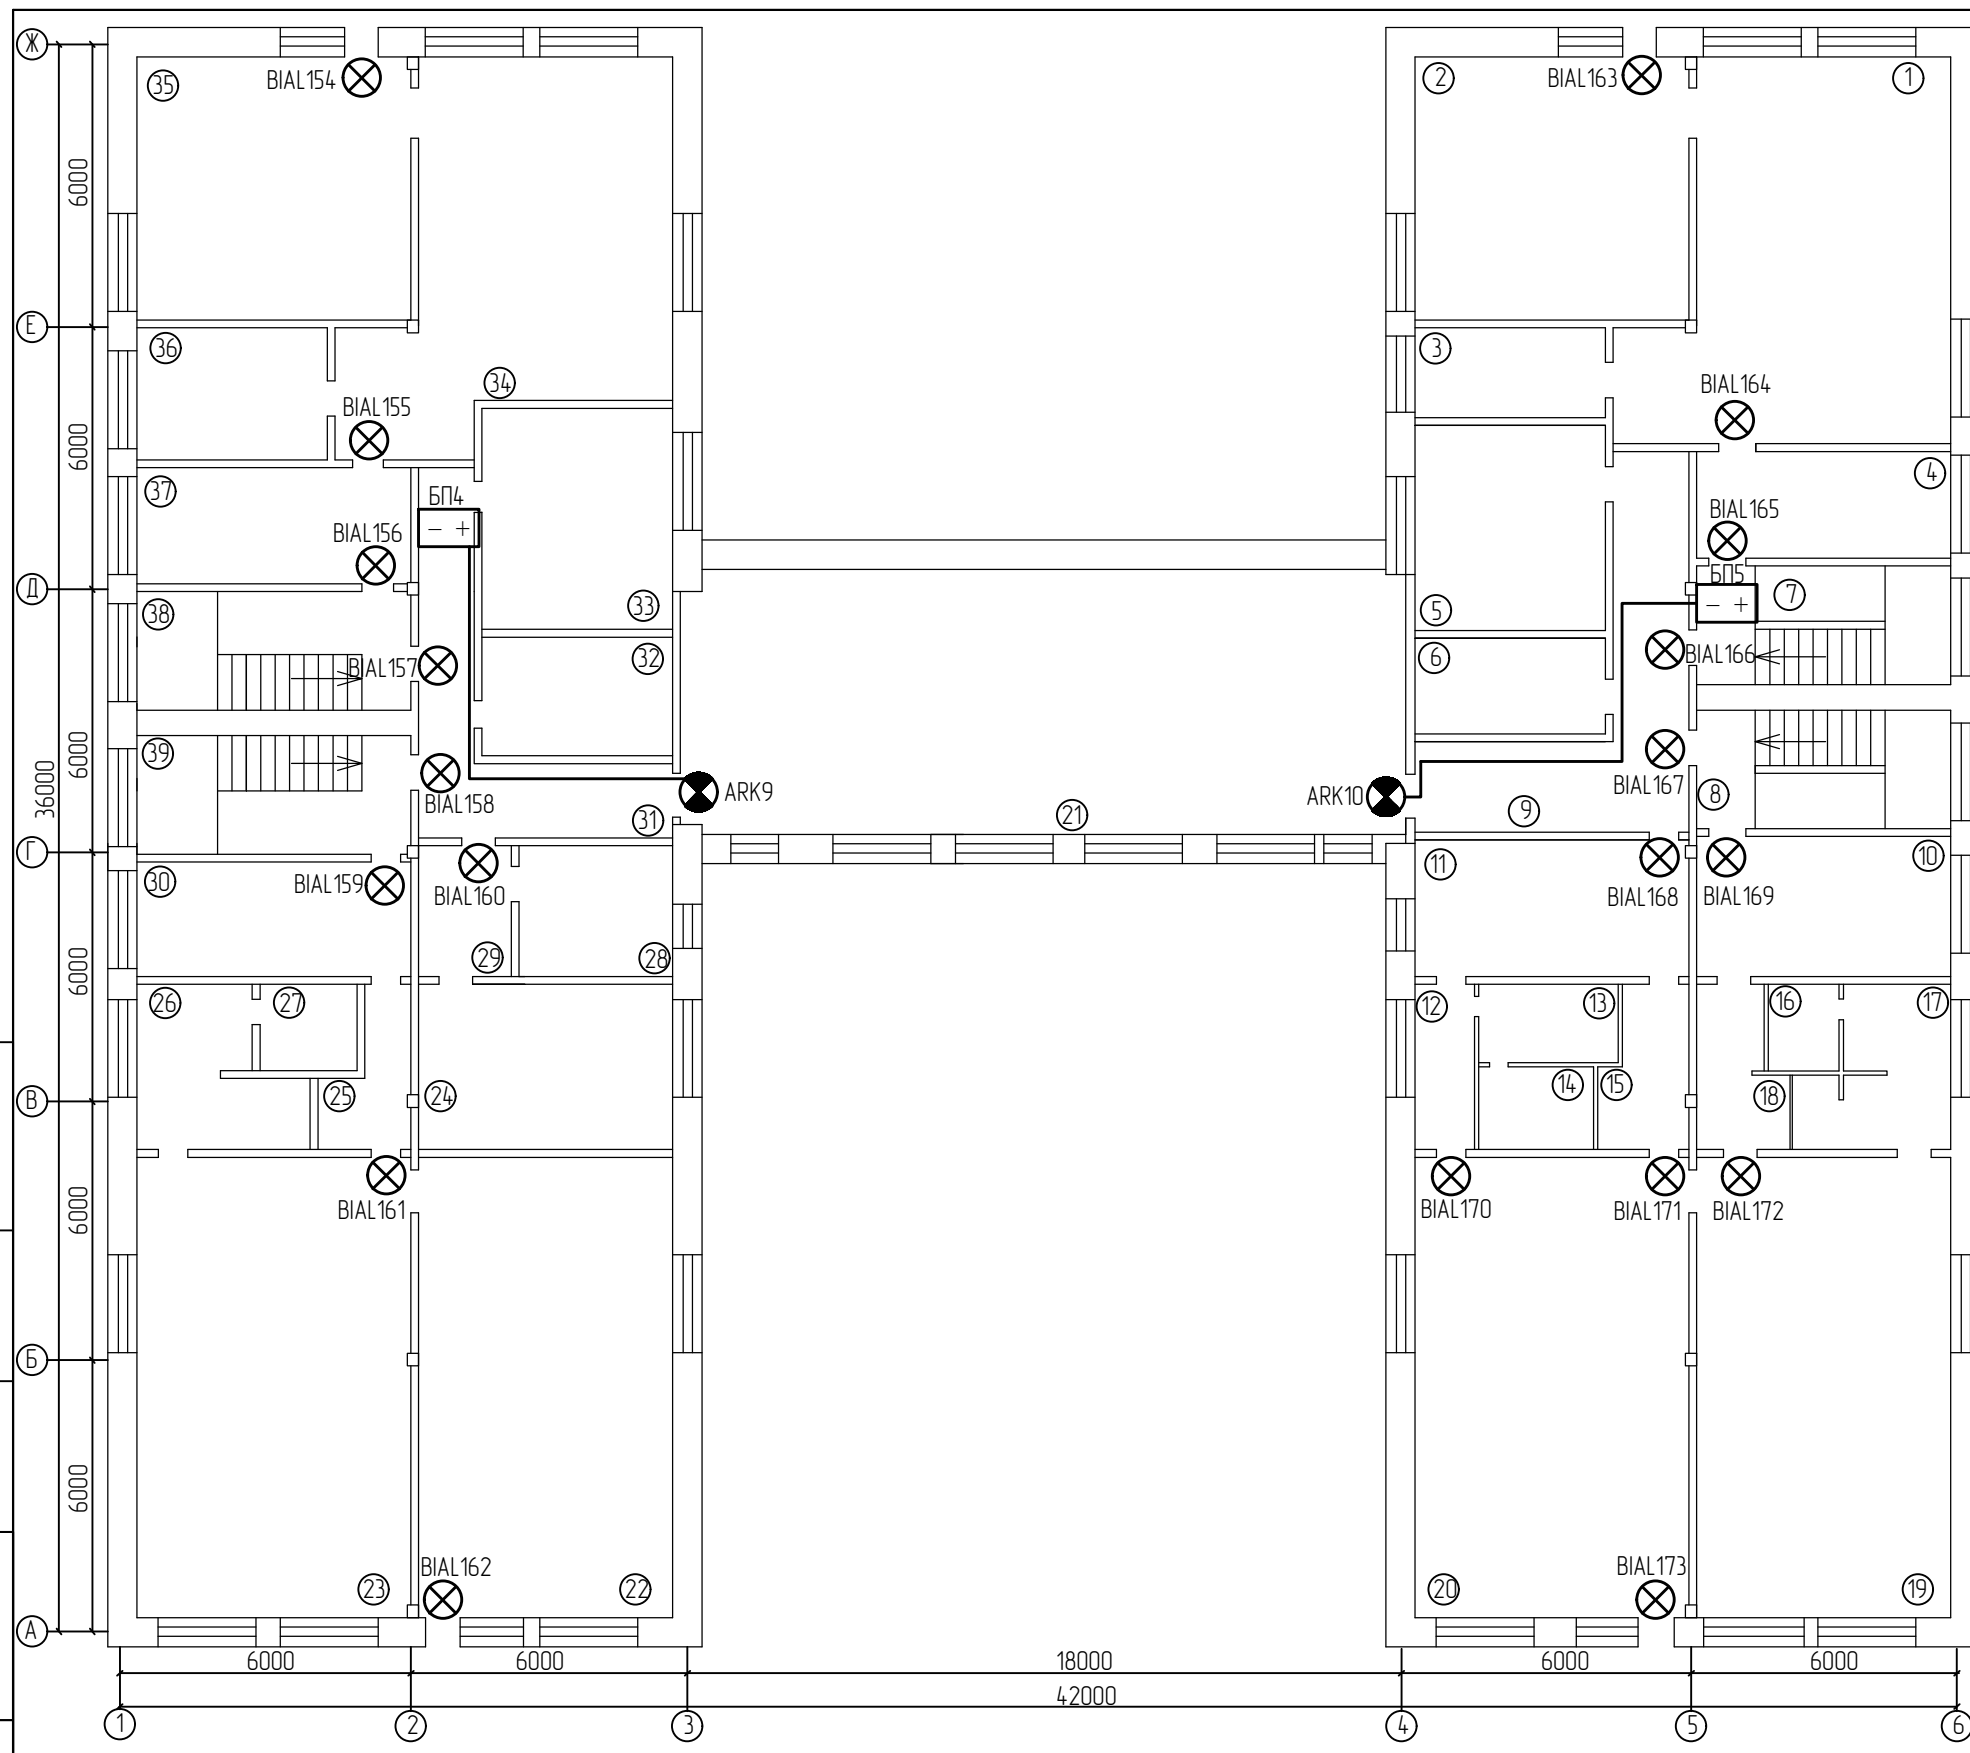 Ж
35
BIAL154
2
BIAL163
1
6000
Е
36
34
3
BIAL155
BIAL164
6000
37
БП4
- +
4
BIAL156
BIAL165
Д
38
33
5
БП5
- +
7
32
6
BIAL157
BIAL166
39
6000
36000
BIAL158
ARK9
ARK10
BIAL167
8
31
21
9
Г
30
BIAL159
BIAL160
11
BIAL168
BIAL169
10
29
28
6000
26
27
12
13
16
17
В
25
24
14
15
18
6000
BIAL161
BIAL170
BIAL171
BIAL172
Б
6000
BIAL162
BIAL173
23
22
20
19
А
6000
6000
18000
6000
6000
42000
1
2
3
4
5
6